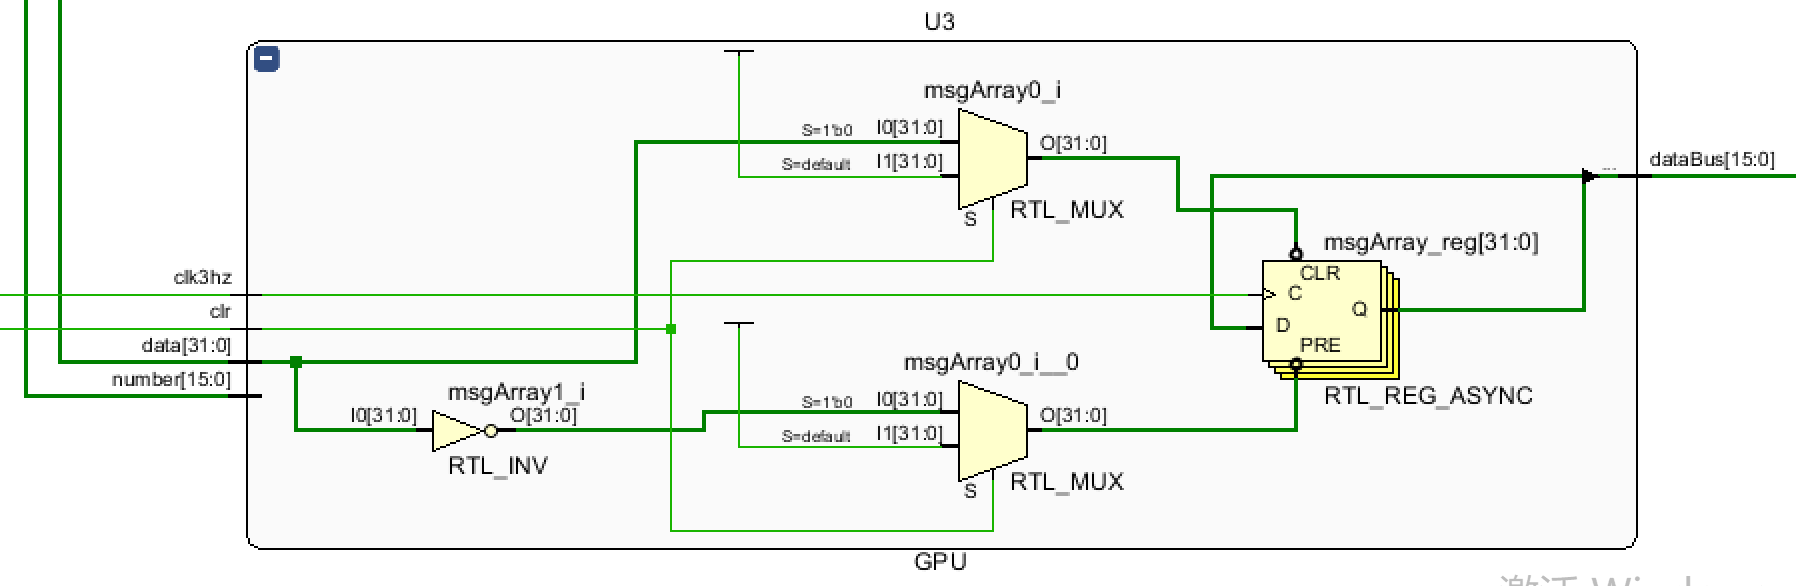 U3
msgArray0_i
S=1'b0 I0[31:0]
O[31:0]
S=default I1[31:0]
dataBus[15:0]
...
S
RTL_MUX
msgArray_reg[31:0]
clk3hz
CLR
C
clr
Q
D
data[31:0]
PRE
msgArray0_i__0
number[15:0]
msgArray1_i
RTL_REG_ASYNC
S=1'b0 I0[31:0]
I0[31:0]
O[31:0]
O[31:0]
S=default I1[31:0]
RTL_INV
S
RTL_MUX
GPU